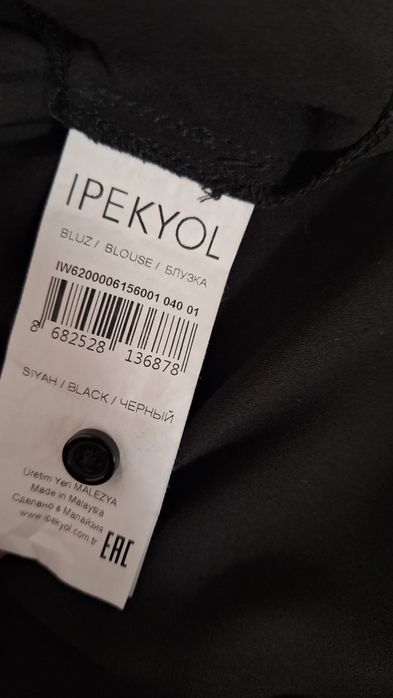 IPEKYOL
BLUZ / BLOUSE / БЛУЗКА
IW6200006156001 040 01
8 682528 136878
SIYAH / BLACK / ЧЕРНЫЙ
Üretim Yeri MALEZYA
Made in Malaysia
Сделано в Малайзия
www.ipekyol.com.tr
EAC